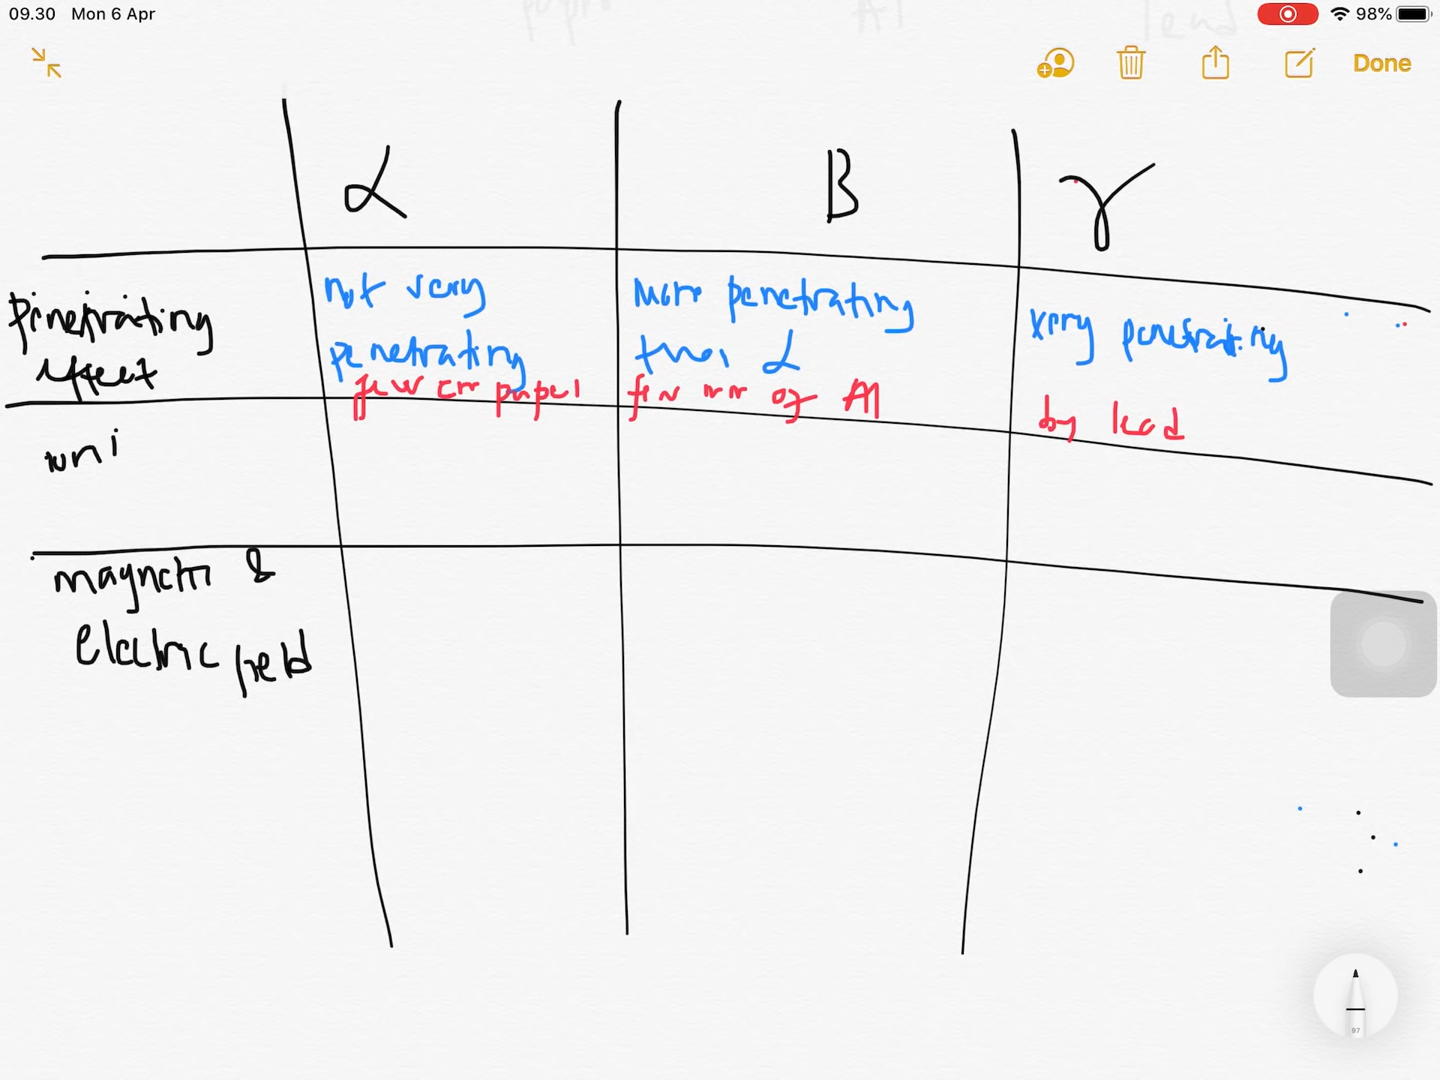 09.30 Mon 6 Apr
98%
Done
α B γ
penetrating
effect
not very
penetrating
few cm paper
more penetrating
than α
few mm of Al
very penetrating
by lead
magnetic &
electric field
97